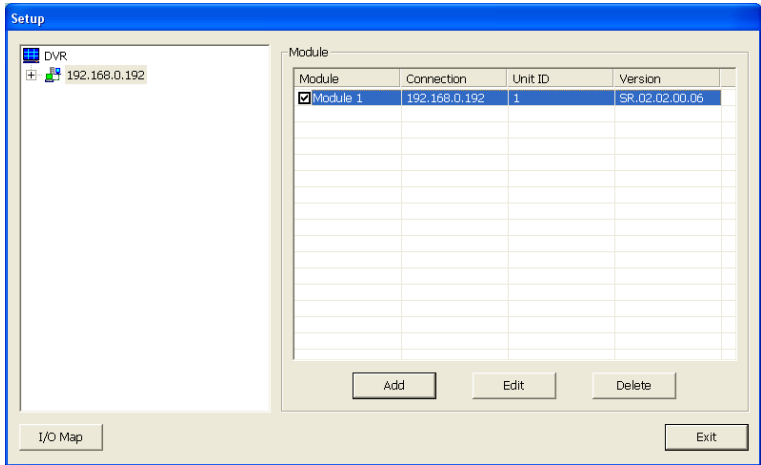 Setup
DVR
192.168.0.192
Module
Module Connection Unit ID Version
Module 1 192.168.0.192 1 SR.02.02.00.06
Add Edit Delete
I/O Map Exit